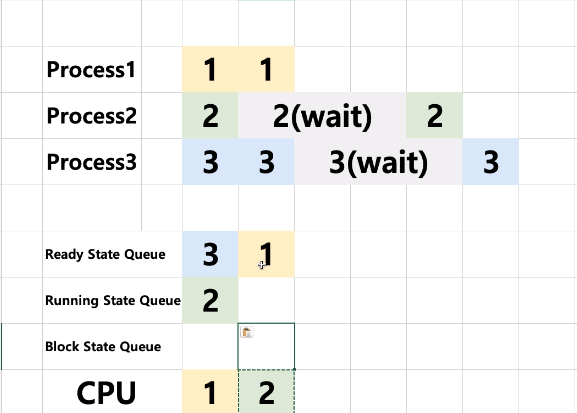 Process1 1 1
Process2 2 2(wait) 2
Process3 3 3 3(wait) 3
Ready State Queue 3 1
Running State Queue 2
Block State Queue
CPU 1 2